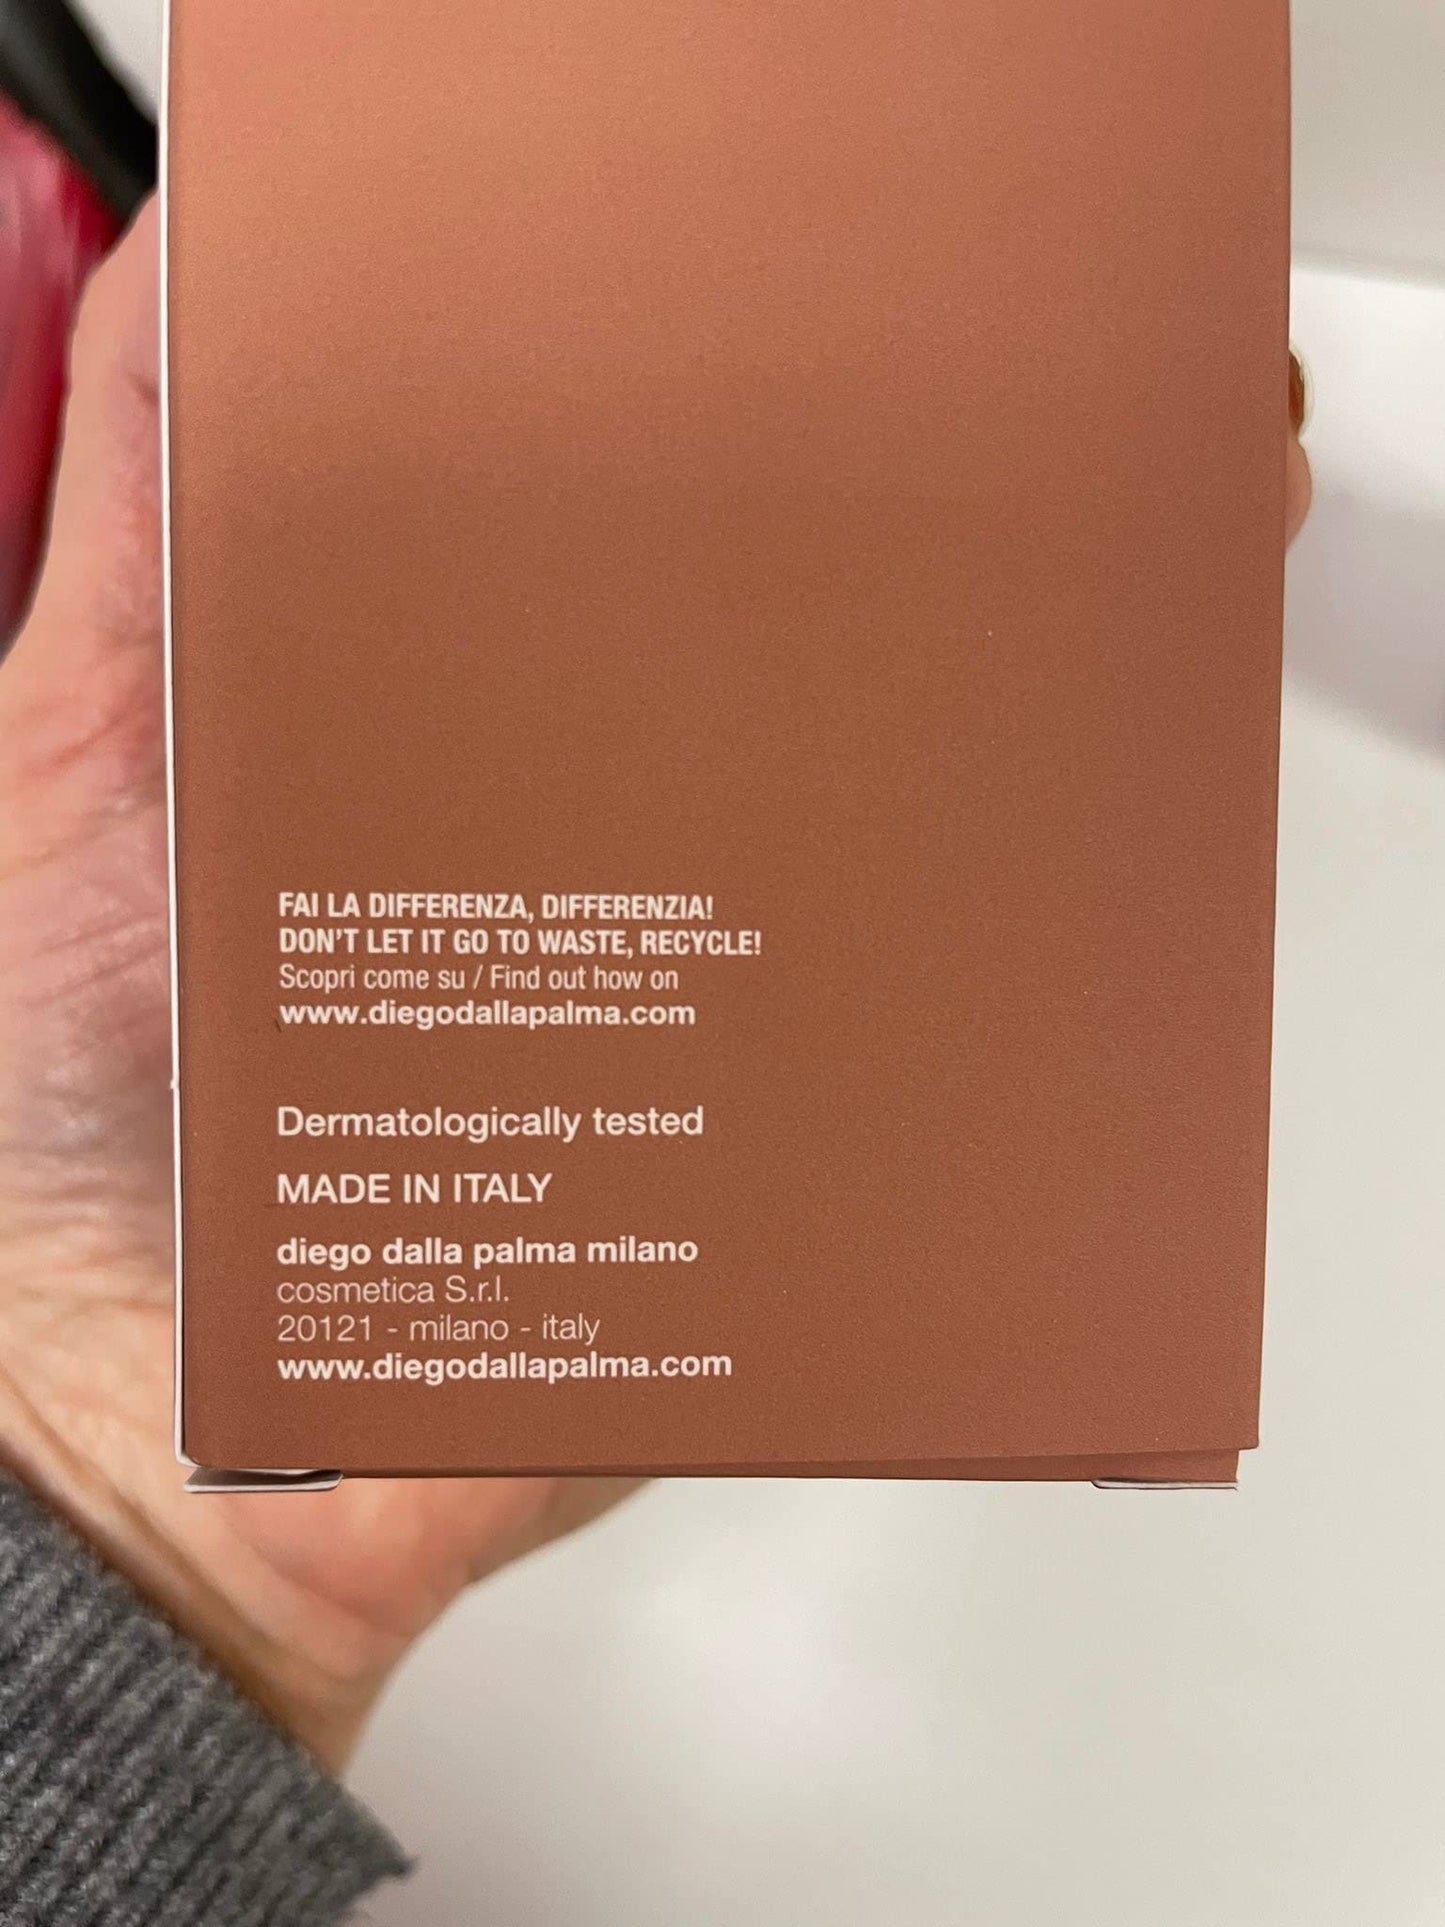 FAI LA DIFFERENZA, DIFFERENZIA!
DON'T LET IT GO TO WASTE, RECYCLE!
Scopri come su / Find out how on
www.diegodallapalma.com
Dermatologically tested
MADE IN ITALY
diego dalla palma milano
cosmetica S.r.l.
20121 - milano - italy
www.diegodallapalma.com